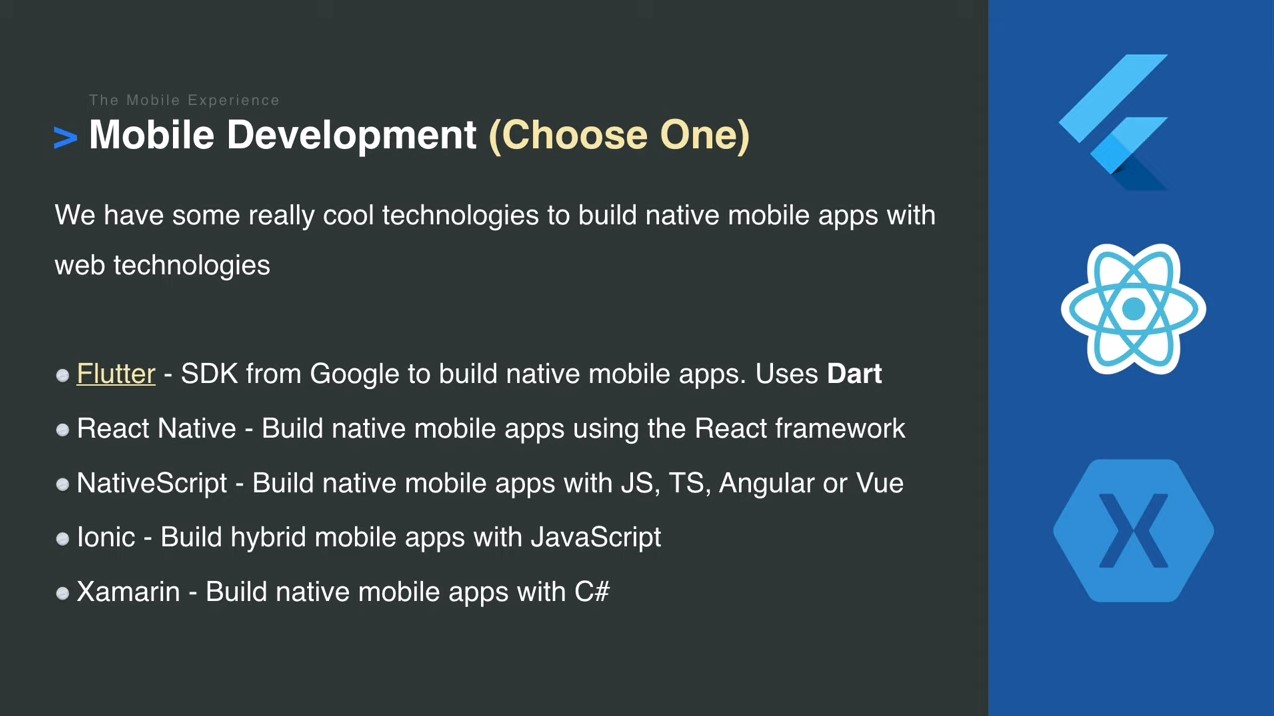 The Mobile Experience
> Mobile Development (Choose One)
We have some really cool technologies to build native mobile apps with
web technologies
Flutter - SDK from Google to build native mobile apps. Uses Dart
React Native - Build native mobile apps using the React framework
NativeScript - Build native mobile apps with JS, TS, Angular or Vue
Ionic - Build hybrid mobile apps with JavaScript
Xamarin - Build native mobile apps with C#